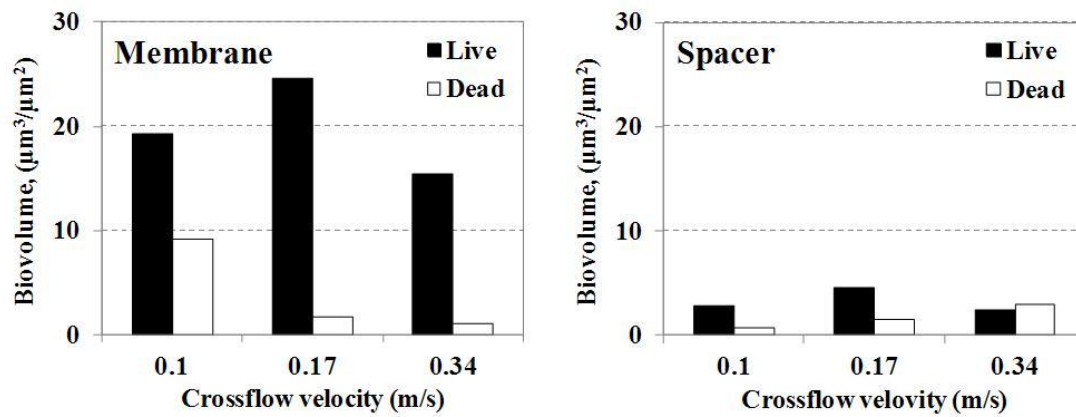 30
20
10
0
Biovolume, (μm³/μm²)
Membrane
Live
Dead
0.1 0.17 0.34
Crossflow velocity (m/s)
30
20
10
0
Biovolume, (μm³/μm²)
Spacer
Live
Dead
0.1 0.17 0.34
Crossflow velovity (m/s)